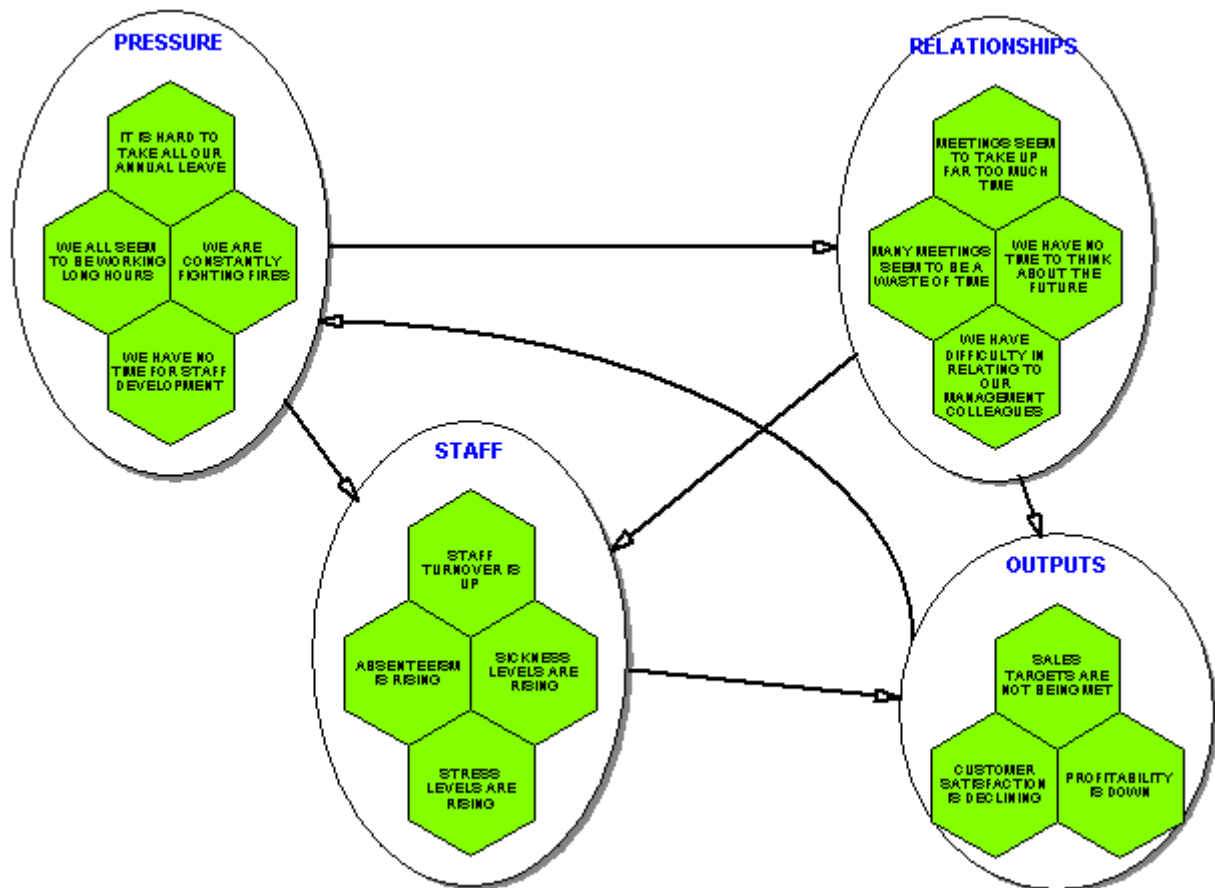 PRESSURE
IT IS HARD TO
TAKE ALL OUR
ANNUAL LEAVE
WE ALL SEEM
TO BE WORKING
LONG HOURS
WE ARE
CONSTANTLY
FIGHTING FIRES
WE HAVE NO
TIME FOR STAFF
DEVELOPMENT
RELATIONSHIPS
MEETINGS SEEM
TO TAKE UP
FAR TOO MUCH
TIME
MANY MEETINGS
SEEM TO BE A
WASTE OF TIME
WE HAVE NO
TIME TO THINK
ABOUT THE
FUTURE
WE HAVE
DIFFICULTY IN
RELATING TO
OUR
MANAGEMENT
COLLEAGUES
STAFF
STAFF
TURNOVER IS
UP
ABSENTEEISM
IS RISING
SICKNESS
LEVELS ARE
RISING
STRESS
LEVELS ARE
RISING
OUTPUTS
SALES
TARGETS ARE
NOT BEING MET
CUSTOMER
SATISFACTION
IS DECLINING
PROFITABILITY
IS DOWN